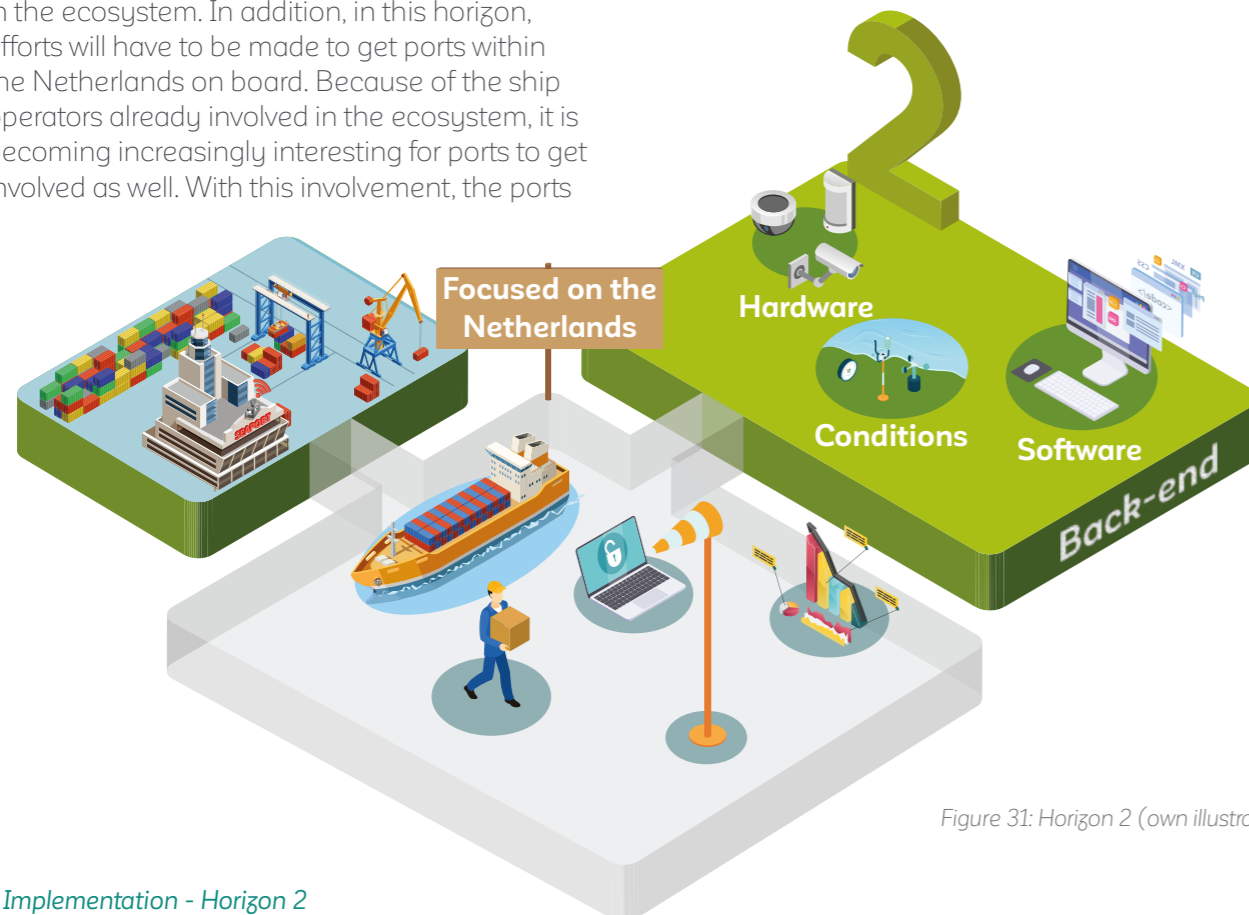 n the ecosystem. In addition, in this horizon,
fforts will have to be made to get ports within
he Netherlands on board. Because of the ship
perators already involved in the ecosystem, it is
ecoming increasingly interesting for ports to get
nvolved as well. With this involvement, the ports
2
Focused on the
Netherlands
Hardware
Conditions
Software
SEAPORT
Back-end
Figure 31: Horizon 2 (own illustra
Implementation - Horizon 2